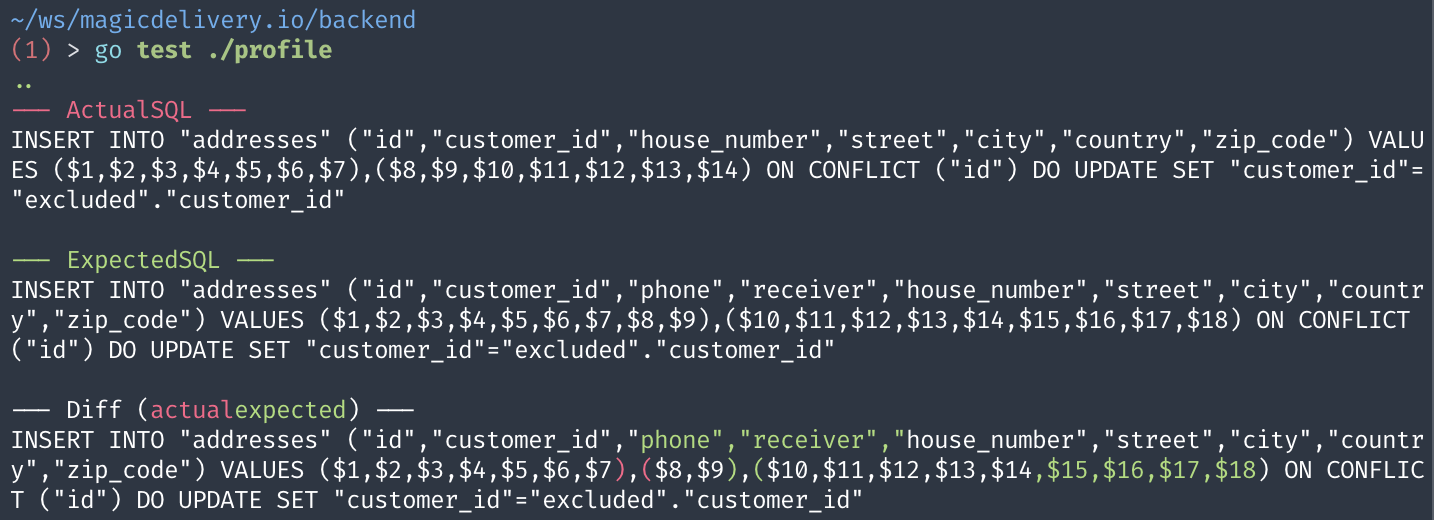 ~/ws/magicdelivery.io/backend
(1) > go test ./profile
..
--- ActualSQL ---
INSERT INTO "addresses" ("id","customer_id","house_number","street","city","country","zip_code") VALU
ES ($1,$2,$3,$4,$5,$6,$7),($8,$9,$10,$11,$12,$13,$14) ON CONFLICT ("id") DO UPDATE SET "customer_id"=
"excluded"."customer_id"
--- ExpectedSQL ---
INSERT INTO "addresses" ("id","customer_id","phone","receiver","house_number","street","city","countr
y","zip_code") VALUES ($1,$2,$3,$4,$5,$6,$7,$8,$9),($10,$11,$12,$13,$14,$15,$16,$17,$18) ON CONFLICT
("id") DO UPDATE SET "customer_id"="excluded"."customer_id"
--- Diff (actualexpected) ---
INSERT INTO "addresses" ("id","customer_id","phone","receiver","house_number","street","city","countr
y","zip_code") VALUES ($1,$2,$3,$4,$5,$6,$7),($8,$9),($10,$11,$12,$13,$14,$15,$16,$17,$18) ON CONFLIC
T ("id") DO UPDATE SET "customer_id"="excluded"."customer_id"